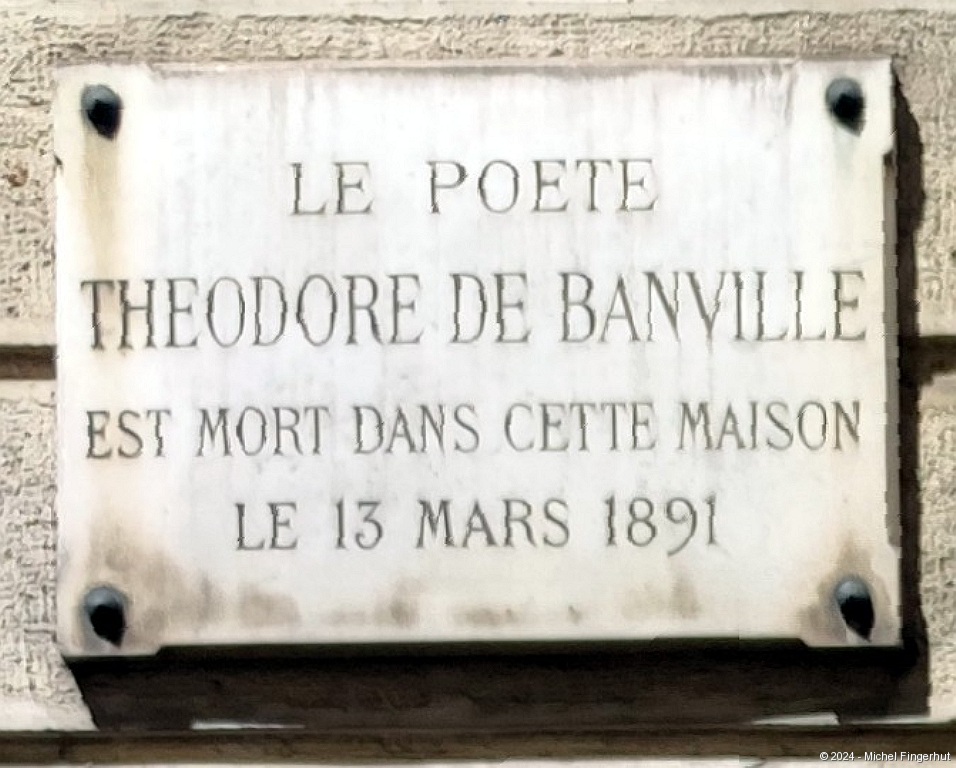 LE POETE
THEODORE DE BANVILLE
EST MORT DANS CETTE MAISON
LE 13 MARS 1891
© 2024 - Michel Fingerhut